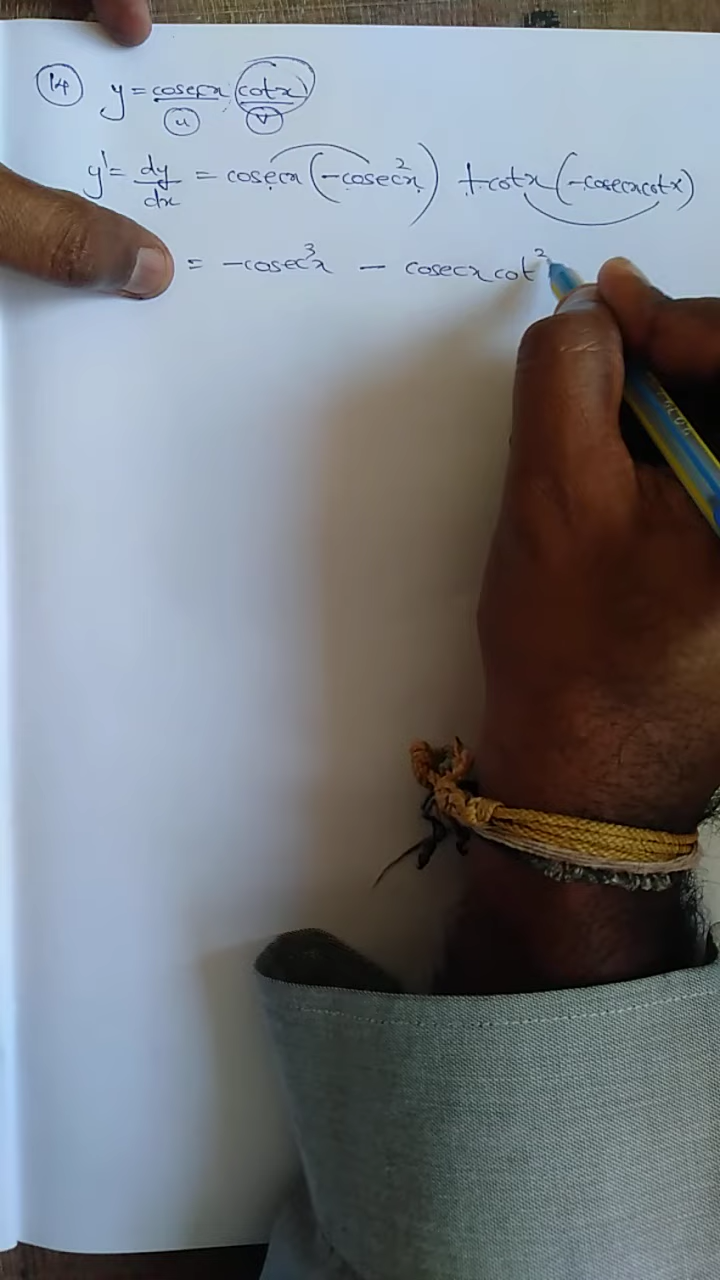 14 y = cosecx cotx
u v
y' = dy/dx = cosecx (-cosec²x) + cotx (-cosecxcotx)
= -cosec³x - cosecx cot²